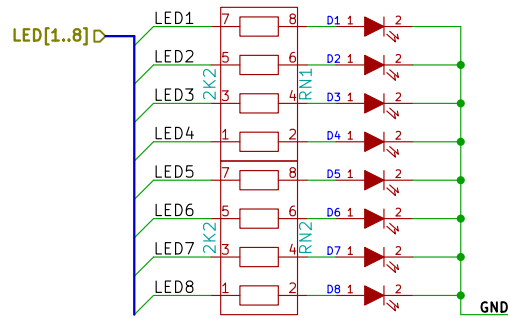 LED1 7 8 D1 1 2
LED[1..8]
LED2 5 6 D2 1 2
2K2 RN1
LED3 3 4 D3 1 2
LED4 1 2 D4 1 2
LED5 7 8 D5 1 2
LED6 5 6 D6 1 2
2K2 RN2
LED7 3 4 D7 1 2
LED8 1 2 D8 1 2
GND